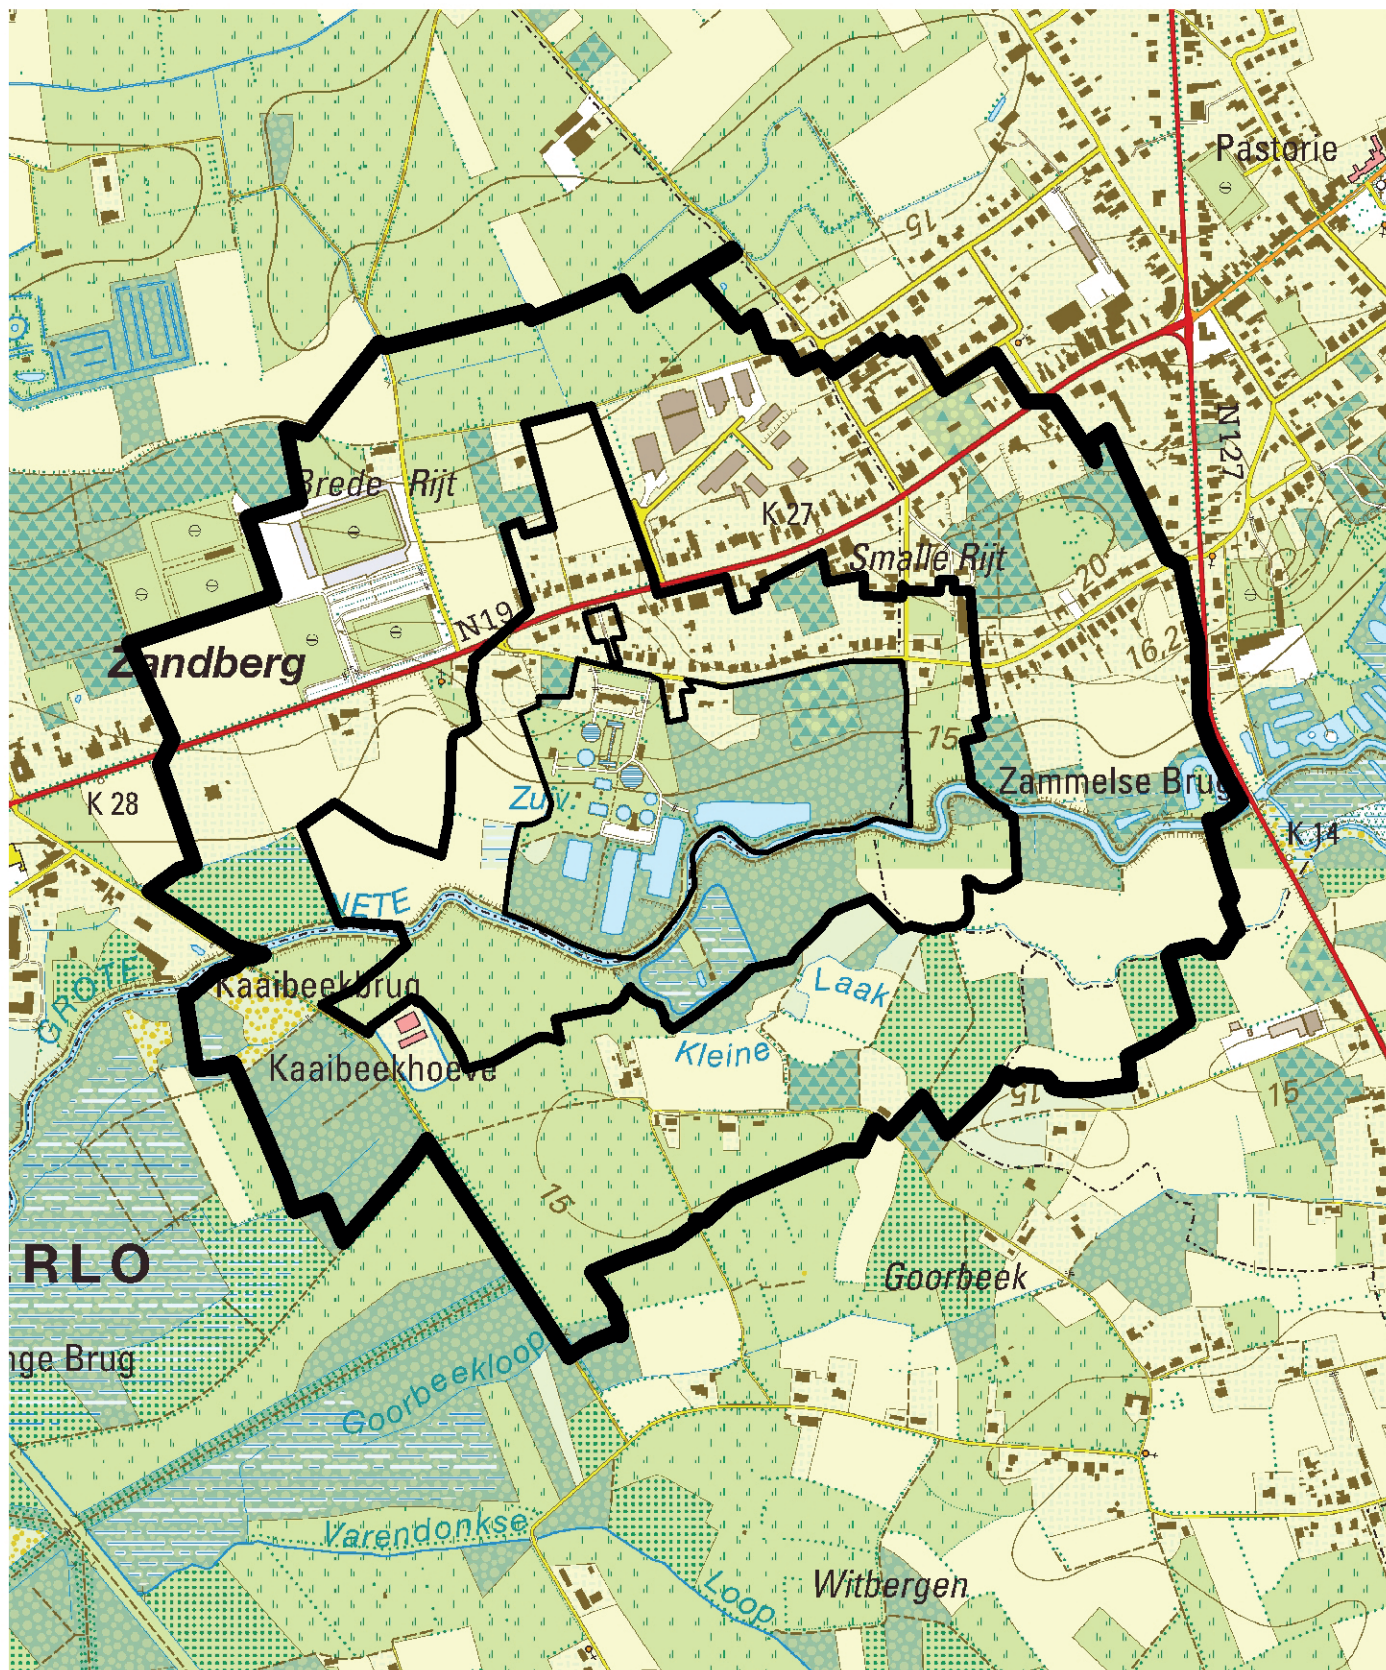 Pastorie
15
N127
Brede Rijt
K 27
Smalle Rijt
20
N19
16,2
Zandberg
15
Zammelse Brug
K 28
Zuiv.
K 14
NETE
GROTE
Kaaibeekbrug
Laak
Kleine
Kaaibeekhoeve
15
15
15
RLO
Goorbeek
nge Brug
Goorbeekloop
Varendonkse
Loop
Witbergen